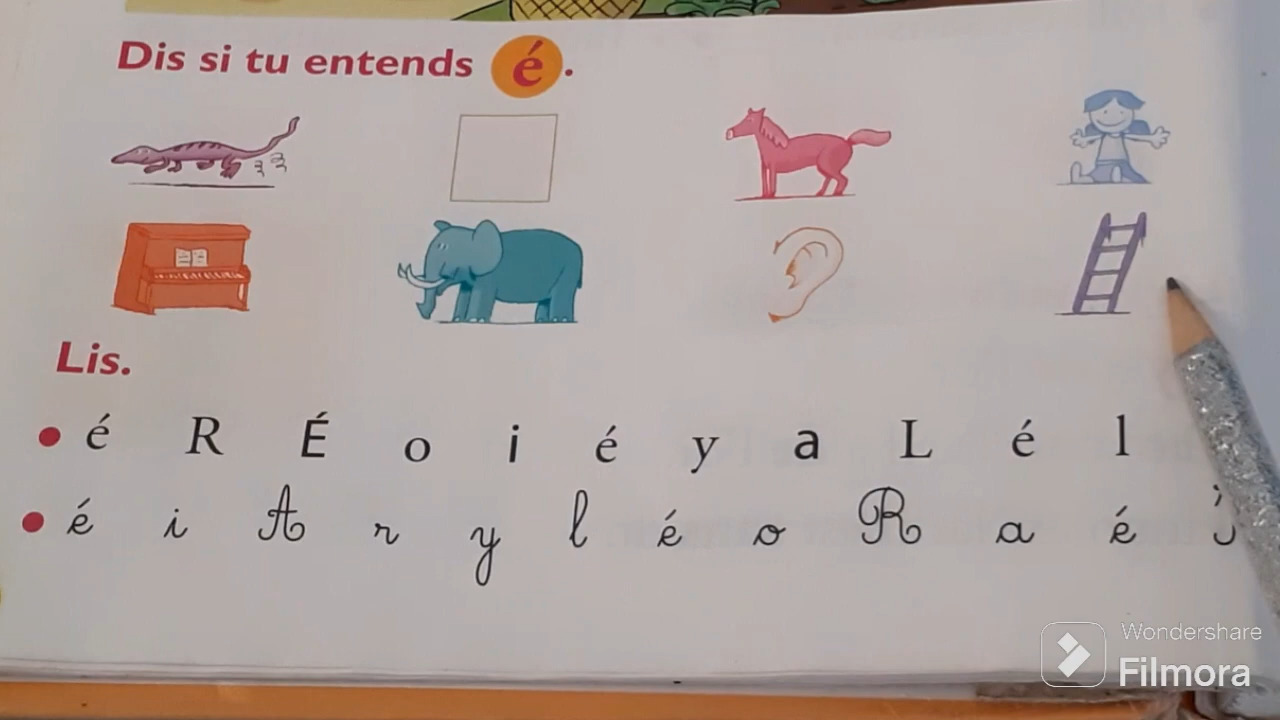 Dis si tu entends é.
Lis.
é R É o i é y a L é l
é i A r y l é o R a é i
Wondershare
Filmora